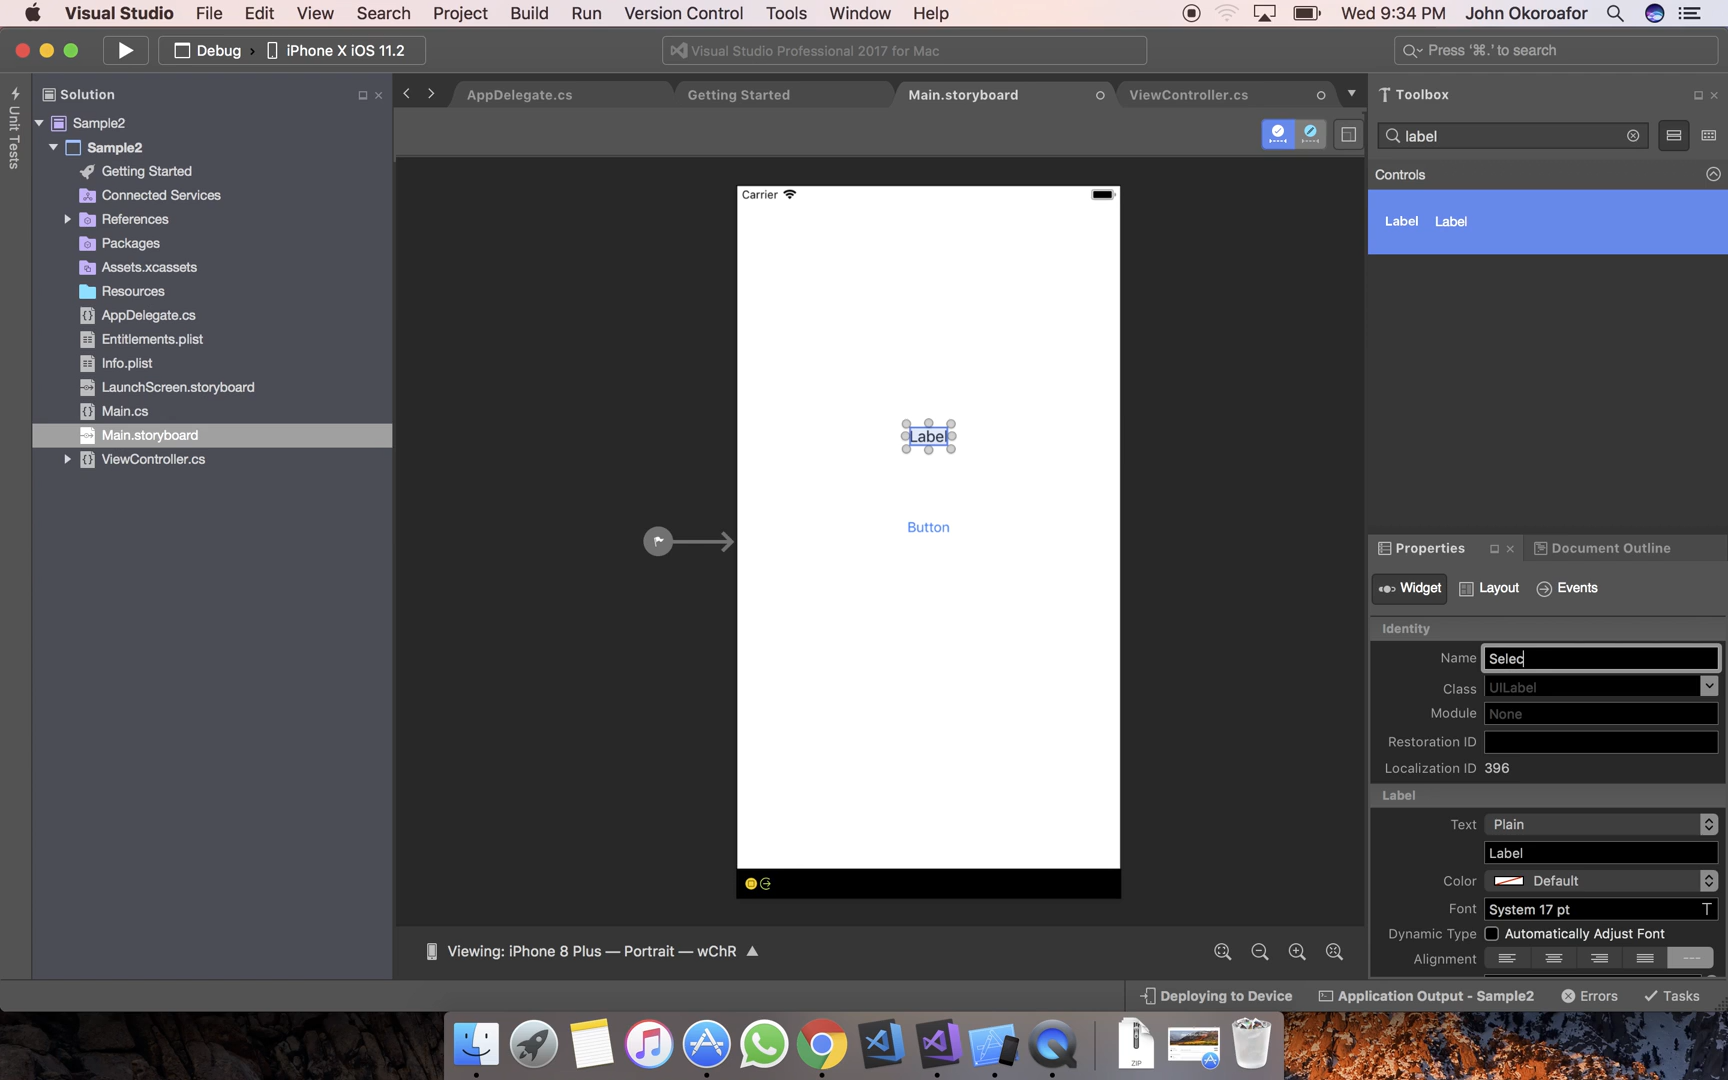 Visual Studio File Edit View Search Project Build Run Version Control Tools Window Help Wed 9:34 PM John Okoroafor
Debug › iPhone X iOS 11.2 Visual Studio Professional 2017 for Mac Press '⌘.' to search
Unit Tests
Solution
Sample2
Sample2
Getting Started
Connected Services
References
Packages
Assets.xcassets
Resources
AppDelegate.cs
Entitlements.plist
Info.plist
LaunchScreen.storyboard
Main.cs
Main.storyboard
ViewController.cs
AppDelegate.cs Getting Started Main.storyboard ViewController.cs
Carrier
Label
Button
Viewing: iPhone 8 Plus — Portrait — wChR
Toolbox
label
Controls
Label Label
Properties Document Outline
Widget Layout Events
Identity
Name Selec
Class UILabel
Module None
Restoration ID
Localization ID 396
Label
Text Plain
Label
Color Default
Font System 17 pt T
Dynamic Type Automatically Adjust Font
Alignment
Deploying to Device Application Output - Sample2 Errors Tasks
ZIP